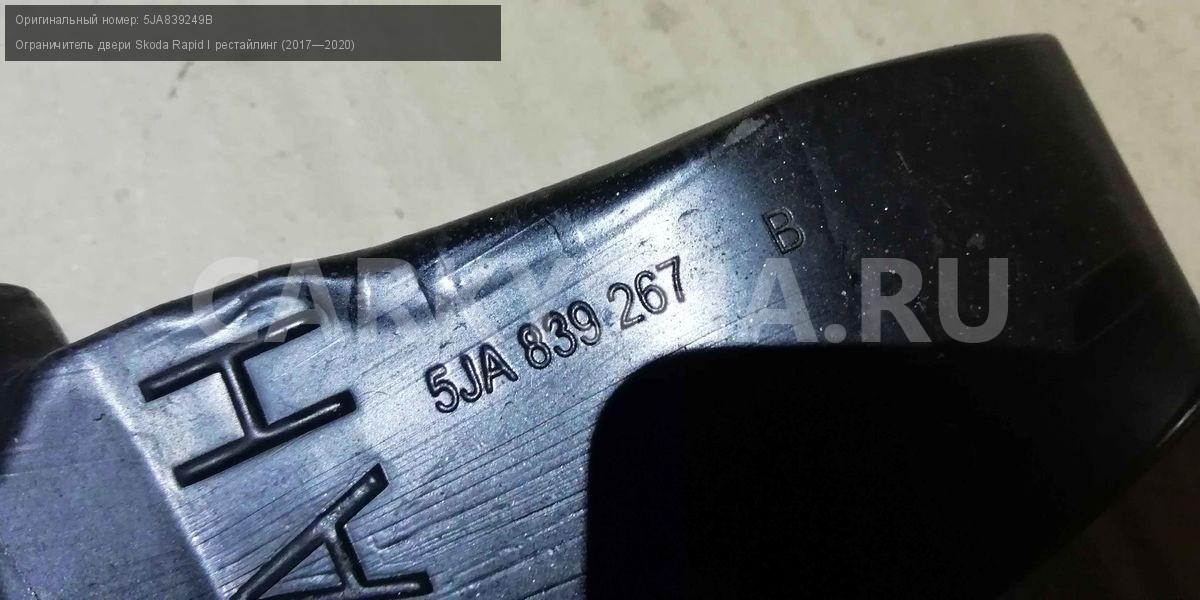 Оригинальный номер: 5JA839249B
Ограничитель двери Skoda Rapid I рестайлинг (2017—2020)
B
5JA 839 267
H
A